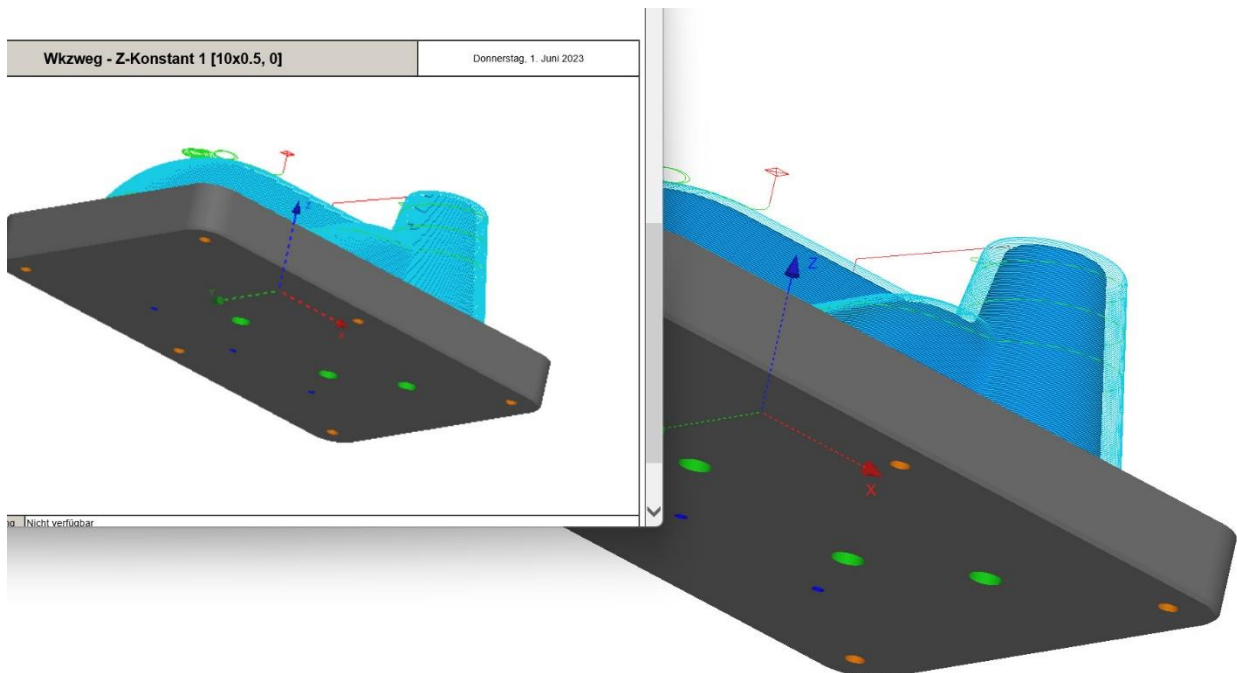 Wkzweg - Z-Konstant 1 [10x0.5, 0]
Donnerstag, 1. Juni 2023
Z
X
Nicht verfügbar